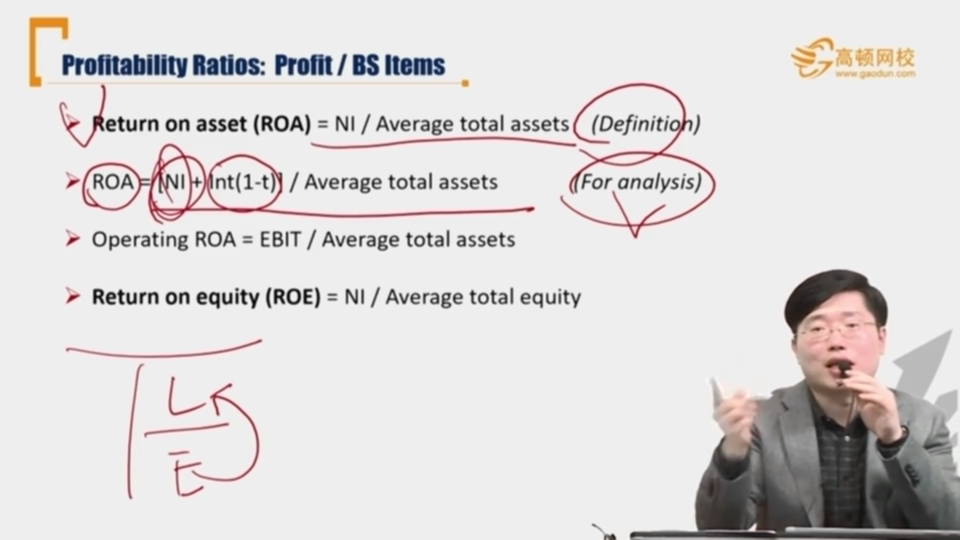 Profitability Ratios: Profit / BS Items
高顿网校
www.gaodun.com
Return on asset (ROA) = NI / Average total assets (Definition)
ROA = [NI + Int(1-t)] / Average total assets (For analysis)
Operating ROA = EBIT / Average total assets
Return on equity (ROE) = NI / Average total equity
L
E